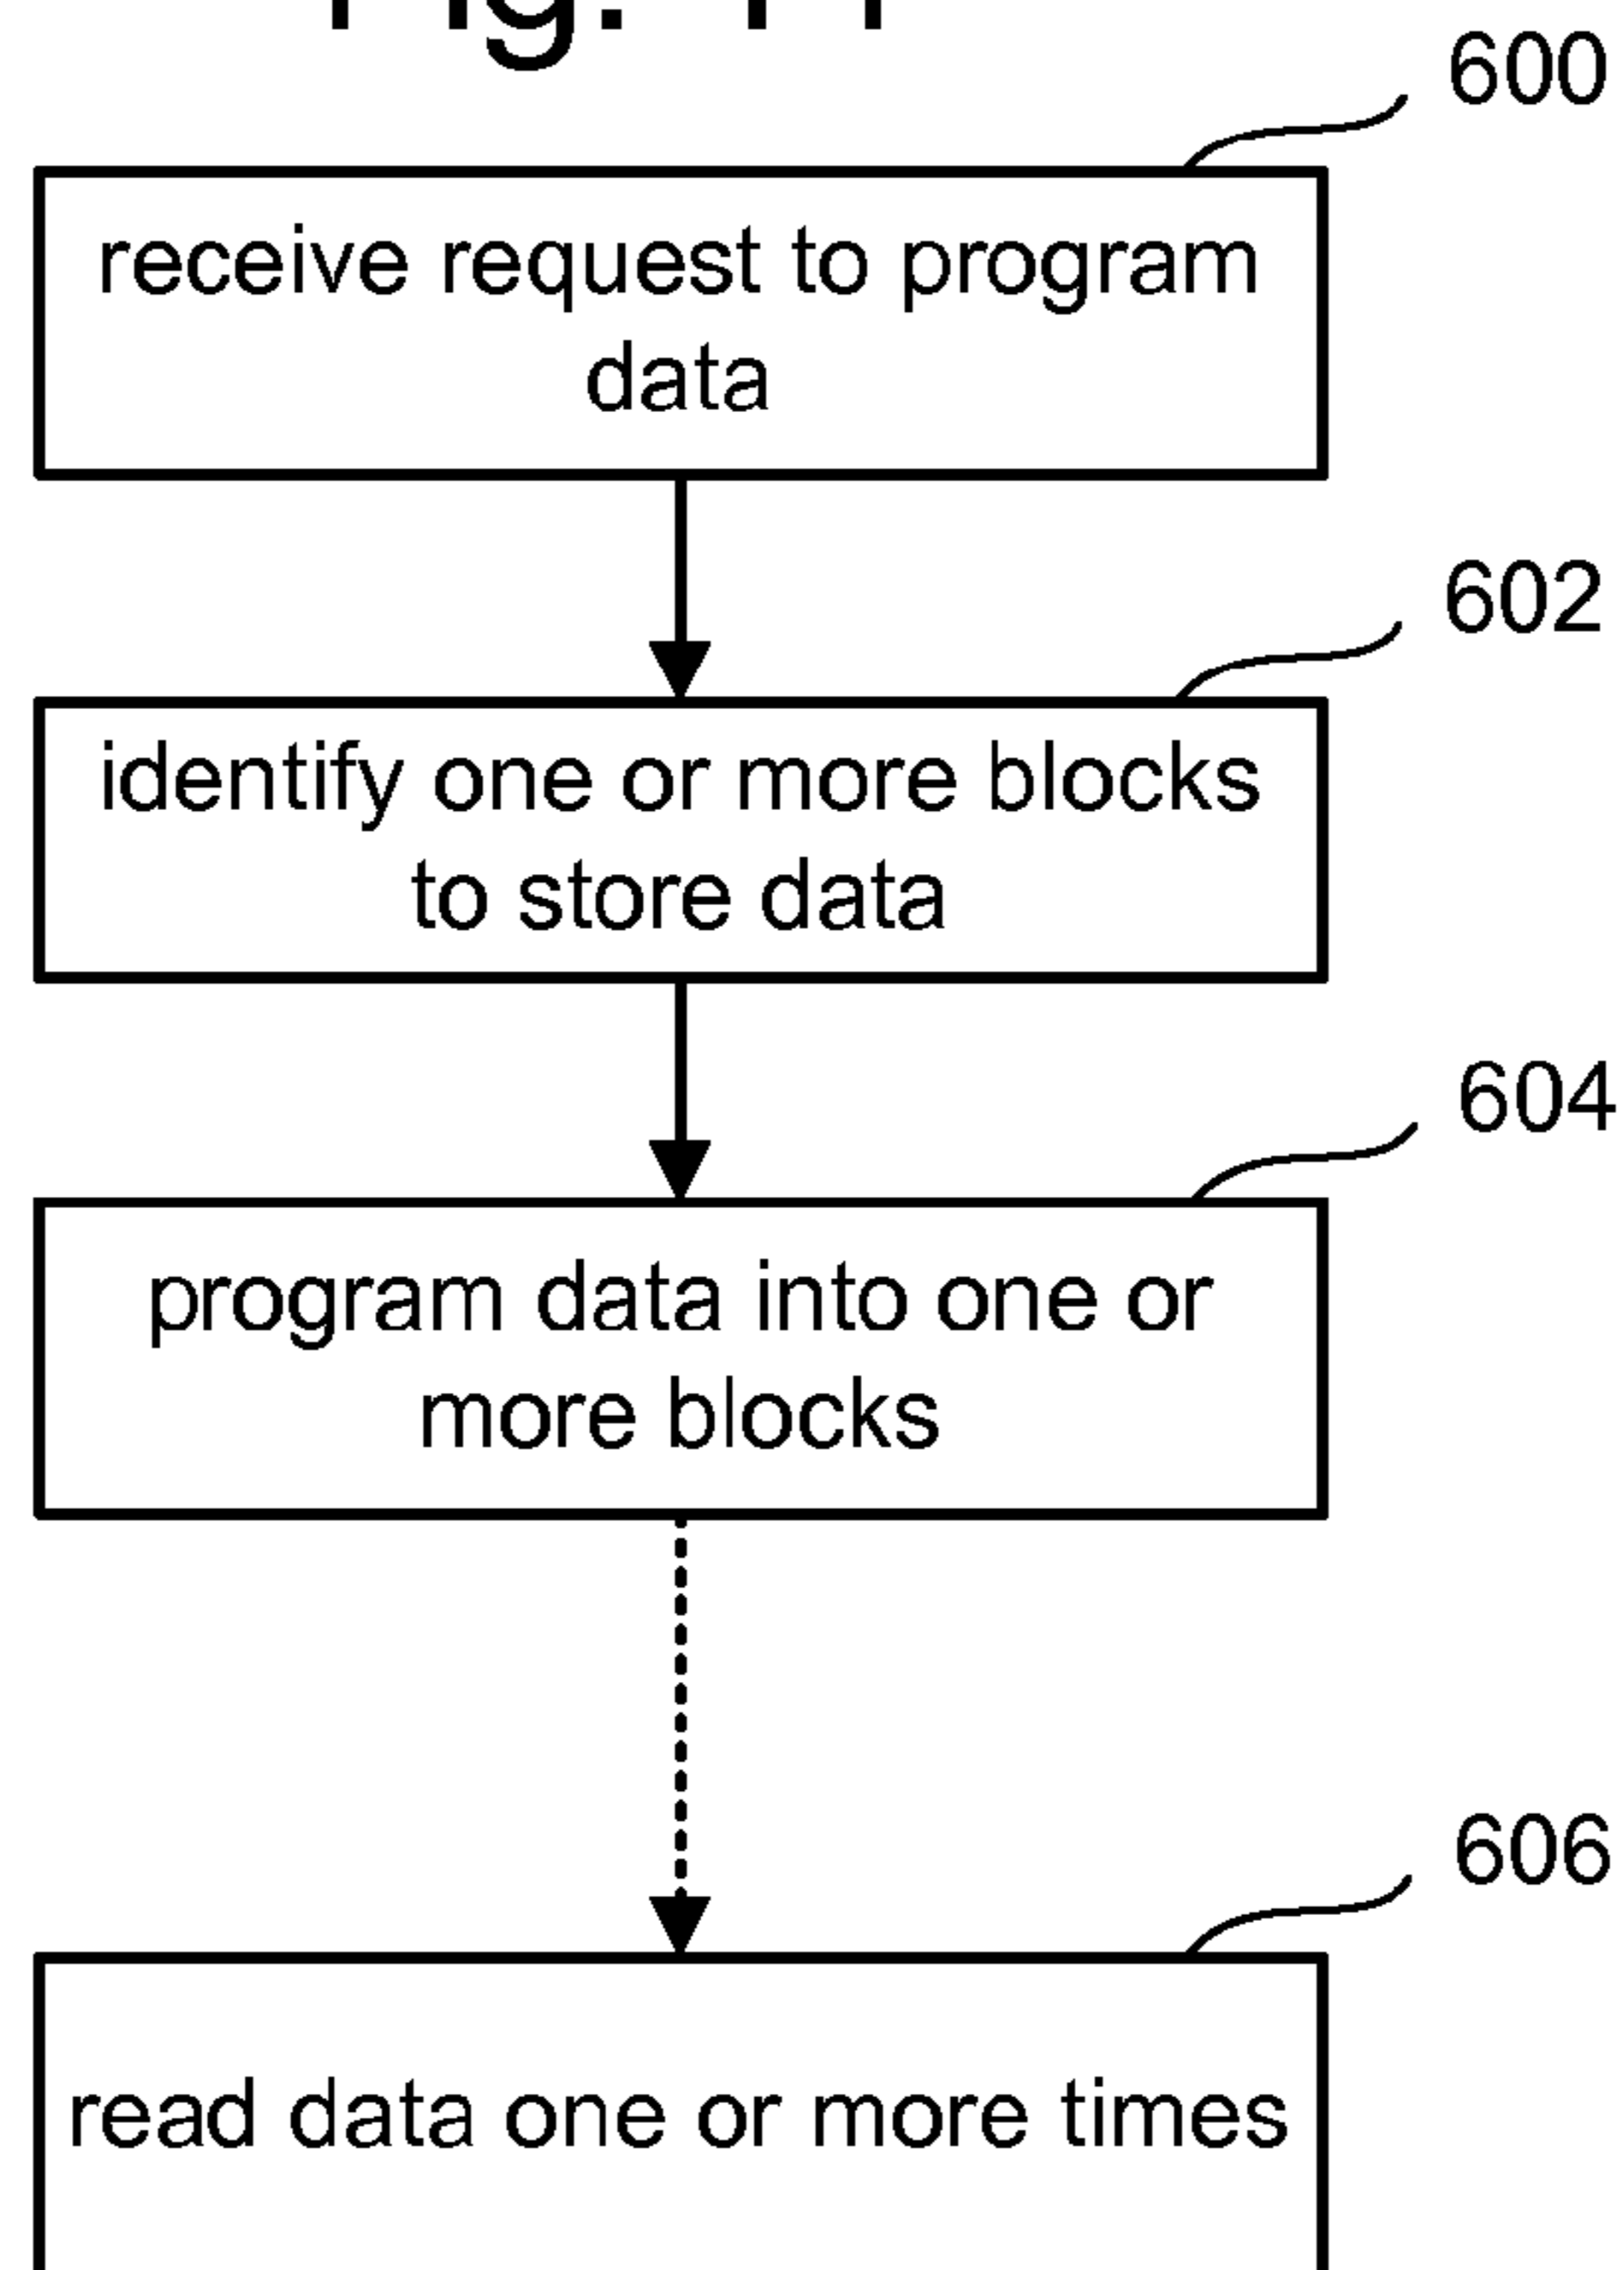 600
receive request to program
data
602
identify one or more blocks
to store data
604
program data into one or
more blocks
606
read data one or more times